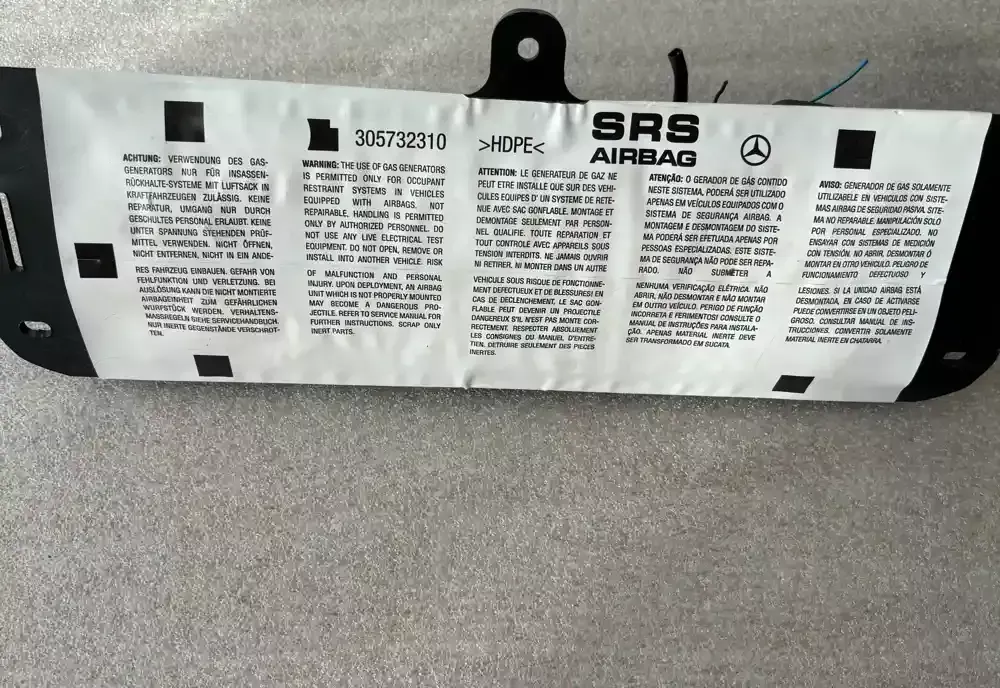 305732310
>HDPE<
SRS
AIRBAG
ACHTUNG: VERWENDUNG DES GAS-
GENERATORS NUR FÜR INSASSEN-
RÜCKHALTE-SYSTEME MIT LUFTSACK IN
KRAFTFAHRZEUGEN ZULÄSSIG. KEINE
REPARATUR, UMGANG NUR DURCH
GESCHULTES PERSONAL ERLAUBT. KEINE
UNTER SPANNUNG STEHENDEN PRÜF-
MITTEL VERWENDEN. NICHT ÖFFNEN,
NICHT ENTFERNEN, NICHT IN EIN ANDE-
RES FAHRZEUG EINBAUEN. GEFAHR VON
FEHLFUNKTION UND VERLETZUNG. BEI
AUSLÖSUNG KANN DIE NICHT MONTIERTE
AIRBAGEINHEIT ZUM GEFÄHRLICHEN
WURFSTÜCK WERDEN. VERHALTENS-
MASSREGELN SIEHE SERVICEHANDBUCH.
NUR INERTE GEGENSTÄNDE VERSCHROT-
TEN.
WARNING: THE USE OF GAS GENERATORS
IS PERMITTED ONLY FOR OCCUPANT
RESTRAINT SYSTEMS IN VEHICLES
EQUIPPED WITH AIRBAGS. NOT
REPAIRABLE, HANDLING IS PERMITTED
ONLY BY AUTHORIZED PERSONNEL. DO
NOT USE ANY LIVE ELECTRICAL TEST
EQUIPMENT. DO NOT OPEN, REMOVE OR
INSTALL INTO ANOTHER VEHICLE. RISK
OF MALFUNCTION AND PERSONAL
INJURY. UPON DEPLOYMENT, AN AIRBAG
UNIT WHICH IS NOT PROPERLY MOUNTED
MAY BECOME A DANGEROUS PRO-
JECTILE. REFER TO SERVICE MANUAL FOR
FURTHER INSTRUCTIONS. SCRAP ONLY
INERT PARTS.
ATTENTION: LE GENERATEUR DE GAZ NE
PEUT ETRE INSTALLE QUE SUR DES VEHI-
CULES EQUIPES D' UN SYSTEME DE RETE-
NUE AVEC SAC GONFLABLE. MONTAGE ET
DEMONTAGE SEULEMENT PAR PERSON-
NEL QUALIFIE. TOUTE REPARATION ET
TOUT CONTROLÉ AVEC APPAREILS SOUS
TENSION INTERDITS. NE JAMAIS OUVRIR
NI RETIRER. NI MONTER DANS UN AUTRE
VEHICULE SOUS RISQUE DE FONCTIONNE-
MENT DEFECTUEUX ET DE BLESSURES! EN
CAS DE DECLENCHEMENT, LE SAC GON-
FLABLE PEUT DEVENIR UN PROJECTILE
DANGEREUX S'IL N'EST PAS MONTE COR-
RECTEMENT. RESPECTER ABSOLUEMENT
LES CONSIGNES DU MANUEL D'ENTRE-
TIEN. DETRUIRE SEULEMENT DES PIECES
INERTES.
ATENÇÃO: O GERADOR DE GÁS CONTIDO
NESTE SISTEMA, PODERÁ SER UTILIZADO
APENAS EM VEÍCULOS EQUIPADOS COM O
SISTEMA DE SEGURANÇA AIRBAG. A
MONTAGEM E DESMONTAGEM DO SISTE-
MA PODERÁ SER EFETUADA APENAS POR
PESSOAS ESPECIALIZADAS. ESTE SISTE-
MA DE SEGURANÇA NÃO PODE SER REPA-
RADO. NÃO SUBMETER A
NENHUMA VERIFICAÇÃO ELÉTRICA. NÃO
ABRIR, NÃO DESMONTAR E NÃO MONTAR
EM OUTRO VEÍCULO. PERIGO DE FUNÇÃO
INCORRETA E FERIMENTOS! CONSULTE O
MANUAL DE INSTRUÇÕES PARA INSTALA-
ÇÃO. APENAS MATERIAL INERTE DEVE
SER TRANSFORMADO EM SUCATA.
AVISO: GENERADOR DE GAS SOLAMENTE
UTILIZABELE EN VEHICULOS CON SISTE-
MAS AIRBAG DE SEGURIDAD PASIVA. SITE-
MA NO REPARABLE. MANIPULACIÓN SOLO
POR PERSONAL ESPECIALIZADO. NO
ENSAYAR CON SISTEMAS DE MEDICIÓN
CON TENSIÓN. NO ABRIR, DESMONTAR Ó
MONTAR EN OTRO VEHICULO. PELIGRO DE
FUNCIONAMIENTO DEFECTUOSO Y
LESIONES. SI LA UNIDAD AIRBAG ESTÁ
DESMONTADA, EN CASO DE ACTIVARSE
PUEDE CONVERTIRSE EN UN OBJETO PELI-
GROSO. CONSULTAR MANUAL DE INS-
TRUCCIONES. CONVERTIR SOLAMENTE
MATERIAL INERTE EN CHATARRA.